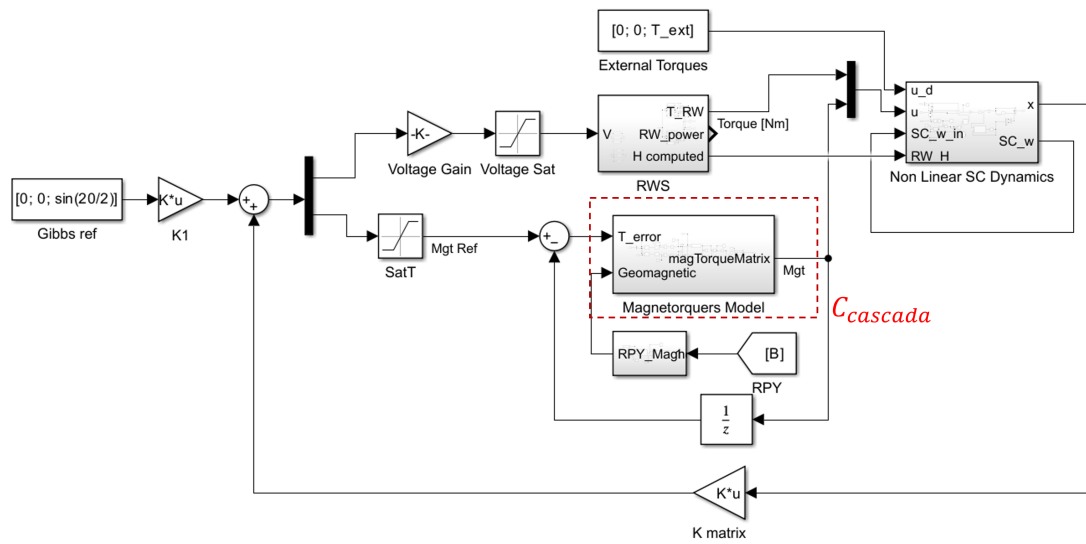 [0; 0; T_ext]
External Torques
u_d
u
SC_w_in
RW_H
x
SC_w
Non Linear SC Dynamics
T_RW
Torque [Nm]
V
RW_power
H computed
RWS
-K-
Voltage Gain
Voltage Sat
[0; 0; sin(20/2)]
Gibbs ref
K*u
K1
+
+
SatT
Mgt Ref
+
−
T_error
magTorqueMatrix
Geomagnetic
Mgt
Magnetorquers Model
C_cascada
RPY_Magh
[B]
RPY
1
z
K*u
K matrix